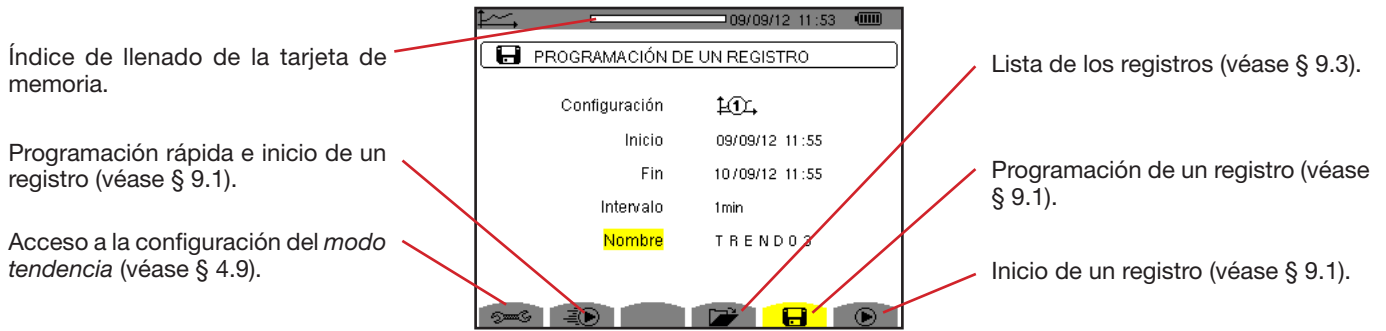 Índice de llenado de la tarjeta de
memoria.
Programación rápida e inicio de un
registro (véase § 9.1).
Acceso a la configuración del modo
tendencia (véase § 4.9).
09/09/12 11:53
PROGRAMACIÓN DE UN REGISTRO
Configuración 1
Inicio 09/09/12 11:55
Fin 10/09/12 11:55
Intervalo 1min
Nombre TREND03
Lista de los registros (véase § 9.3).
Programación de un registro (véase
§ 9.1).
Inicio de un registro (véase § 9.1).